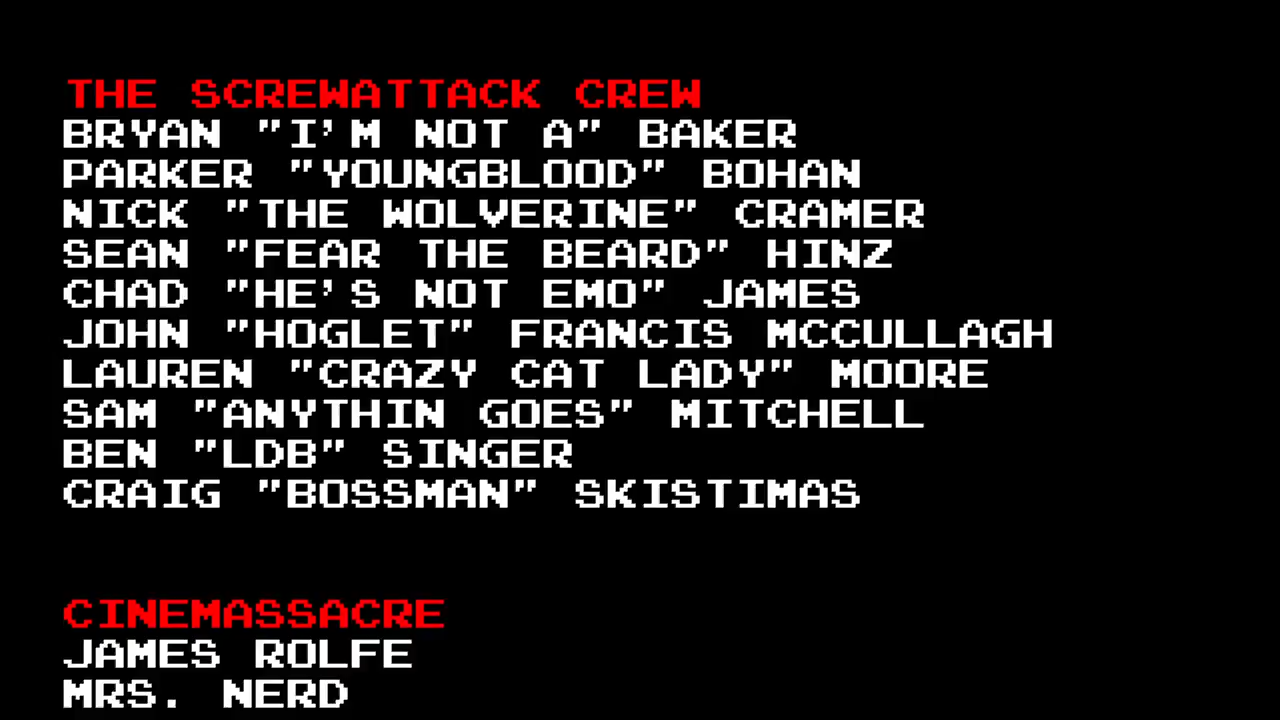 THE SCREWATTACK CREW
BRYAN "I'M NOT A" BAKER
PARKER "YOUNGBLOOD" BOHAN
NICK "THE WOLVERINE" CRAMER
SEAN "FEAR THE BEARD" HINZ
CHAD "HE'S NOT EMO" JAMES
JOHN "HOGLET" FRANCIS MCCULLAGH
LAUREN "CRAZY CAT LADY" MOORE
SAM "ANYTHIN GOES" MITCHELL
BEN "LDB" SINGER
CRAIG "BOSSMAN" SKISTIMAS
CINEMASSACRE
JAMES ROLFE
MRS. NERD